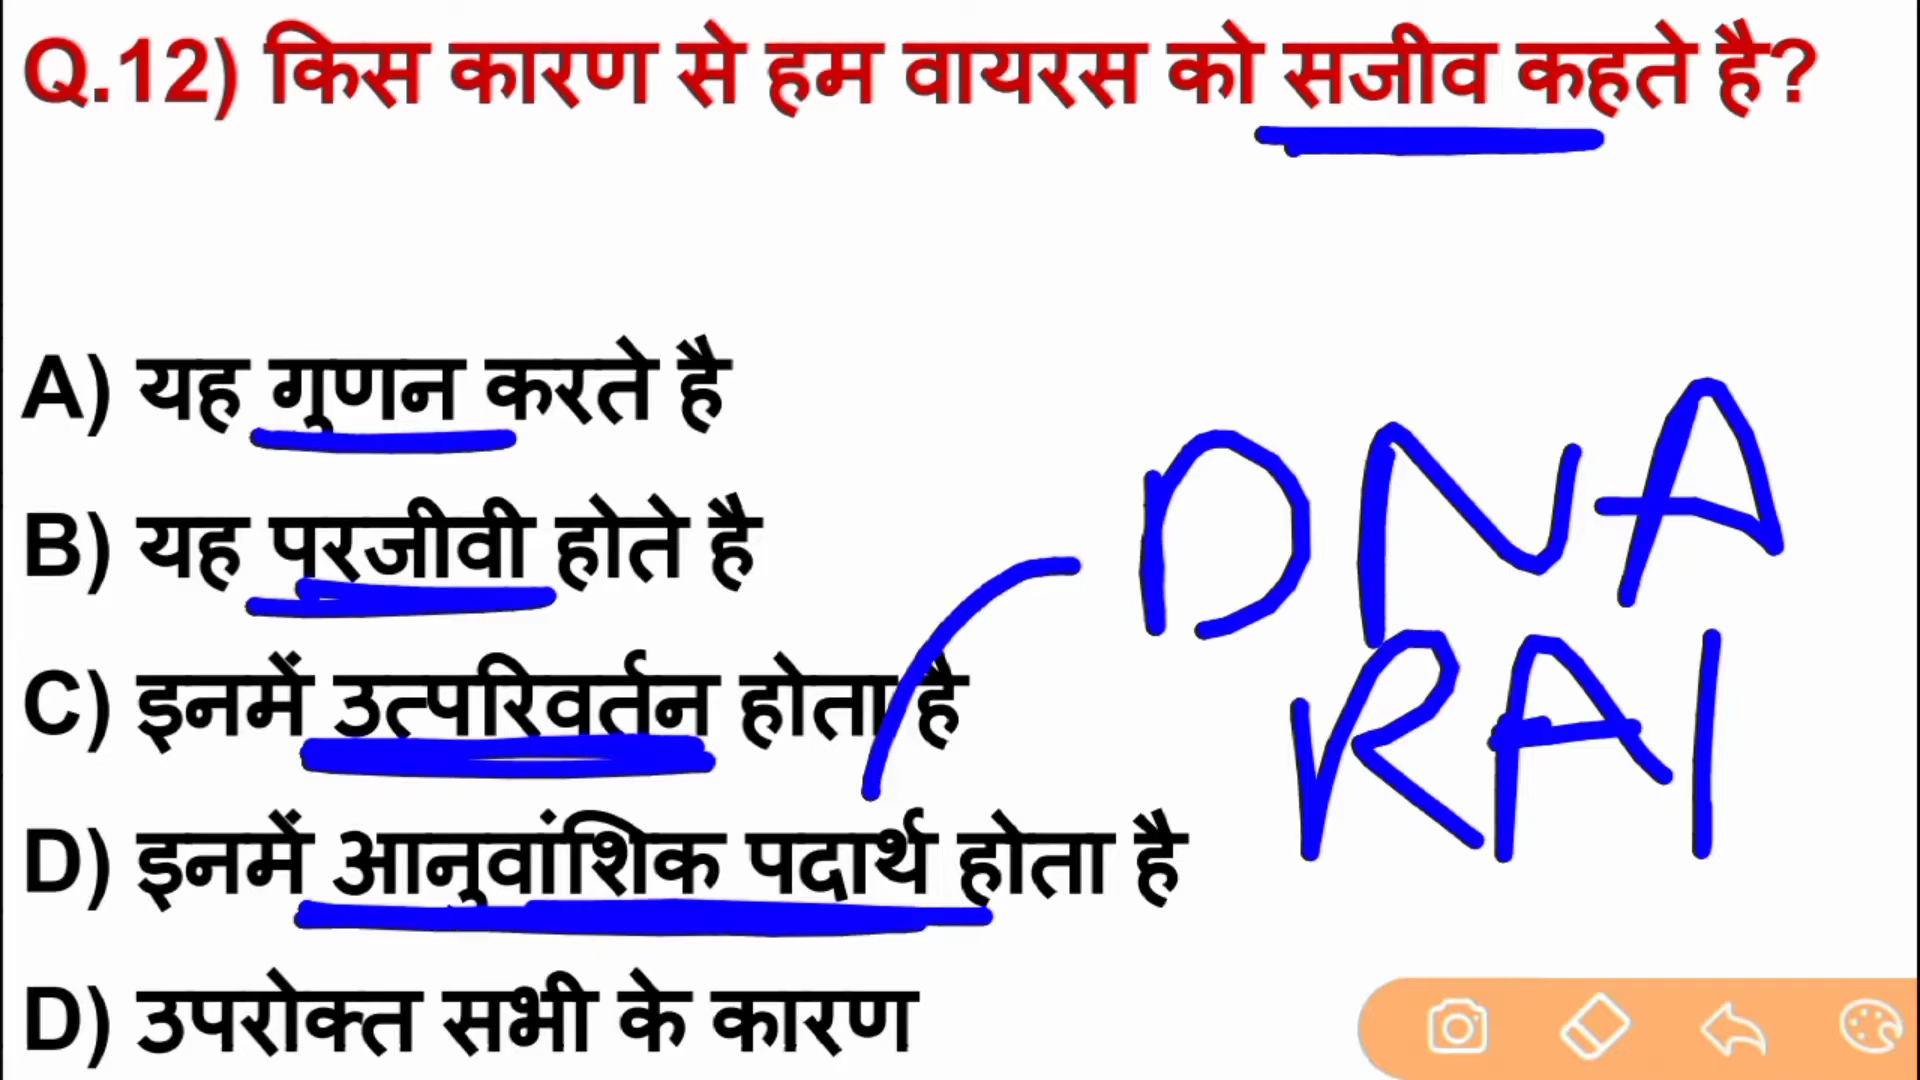 Q.12) किस कारण से हम वायरस को सजीव कहते है?
A) यह गुणन करते है
B) यह परजीवी होते है
C) इनमें उत्परिवर्तन होता है
D) इनमें आनुवांशिक पदार्थ होता है
DNA
RAI
D) उपरोक्त सभी के कारण